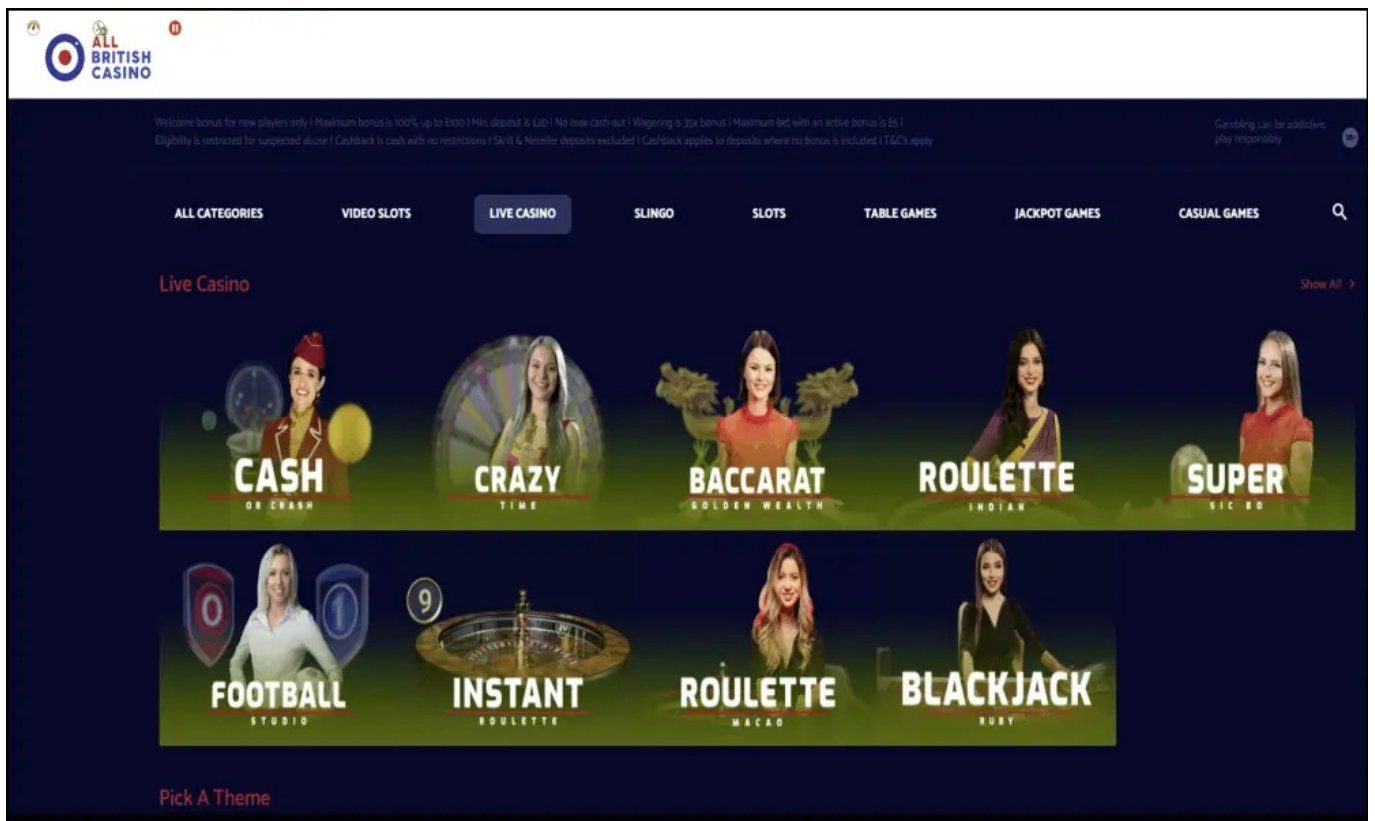 ALL
BRITISH
CASINO
Welcome bonus for new players only | Maximum bonus is 100% up to £100 | Min. deposit is £20 | No max cash out | Wagering is 35x bonus | Maximum bet with an active bonus is £5 |
Eligibility is restricted for suspected abuse | Cashback is cash with no restrictions | Skrill & Neteller deposits excluded | Cashback applies to deposits where no bonus is included | T&C's apply
Gambling can be addictive,
play responsibly
18+
ALL CATEGORIES VIDEO SLOTS LIVE CASINO SLINGO SLOTS TABLE GAMES JACKPOT GAMES CASUAL GAMES
Live Casino Show All >
CASH CRAZY BACCARAT ROULETTE SUPER
OR CRASH TIME GOLDEN WEALTH INDIAN SIC BO
0 1 9
FOOTBALL INSTANT ROULETTE BLACKJACK
STUDIO ROULETTE MACAO RUBY
Pick A Theme